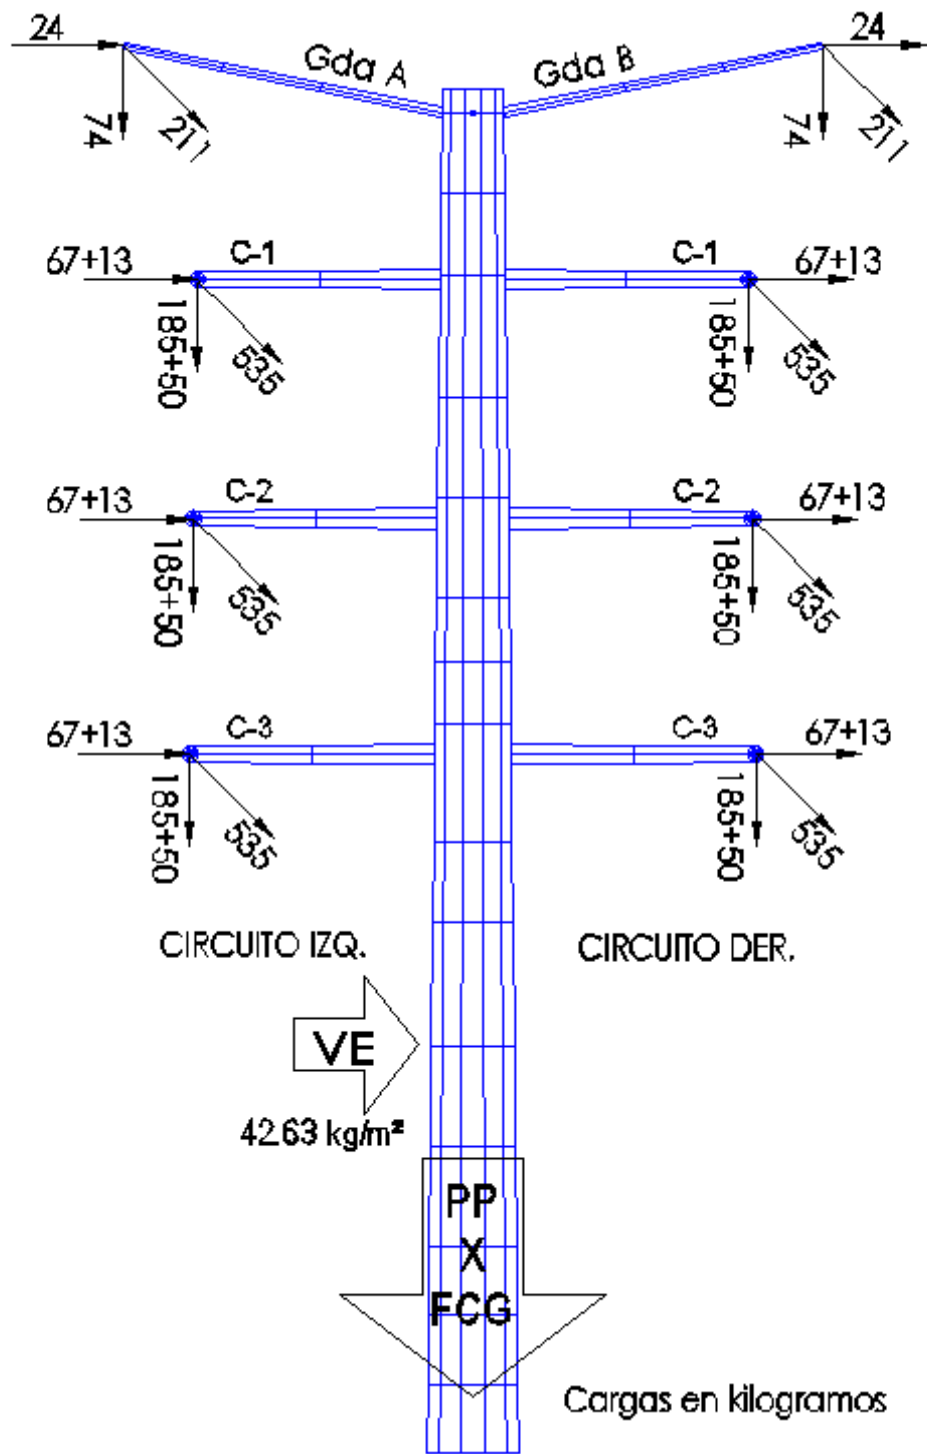 24
24
Gda A
Gda B
74
211
74
211
C-1
C-1
67+13
67+13
185+50
535
185+50
535
C-2
C-2
67+13
67+13
185+50
535
185+50
535
C-3
C-3
67+13
67+13
185+50
535
185+50
535
CIRCUITO IZQ.
CIRCUITO DER.
VE
42.63 kg/m²
PP
X
FCG
Cargas en kilogramos